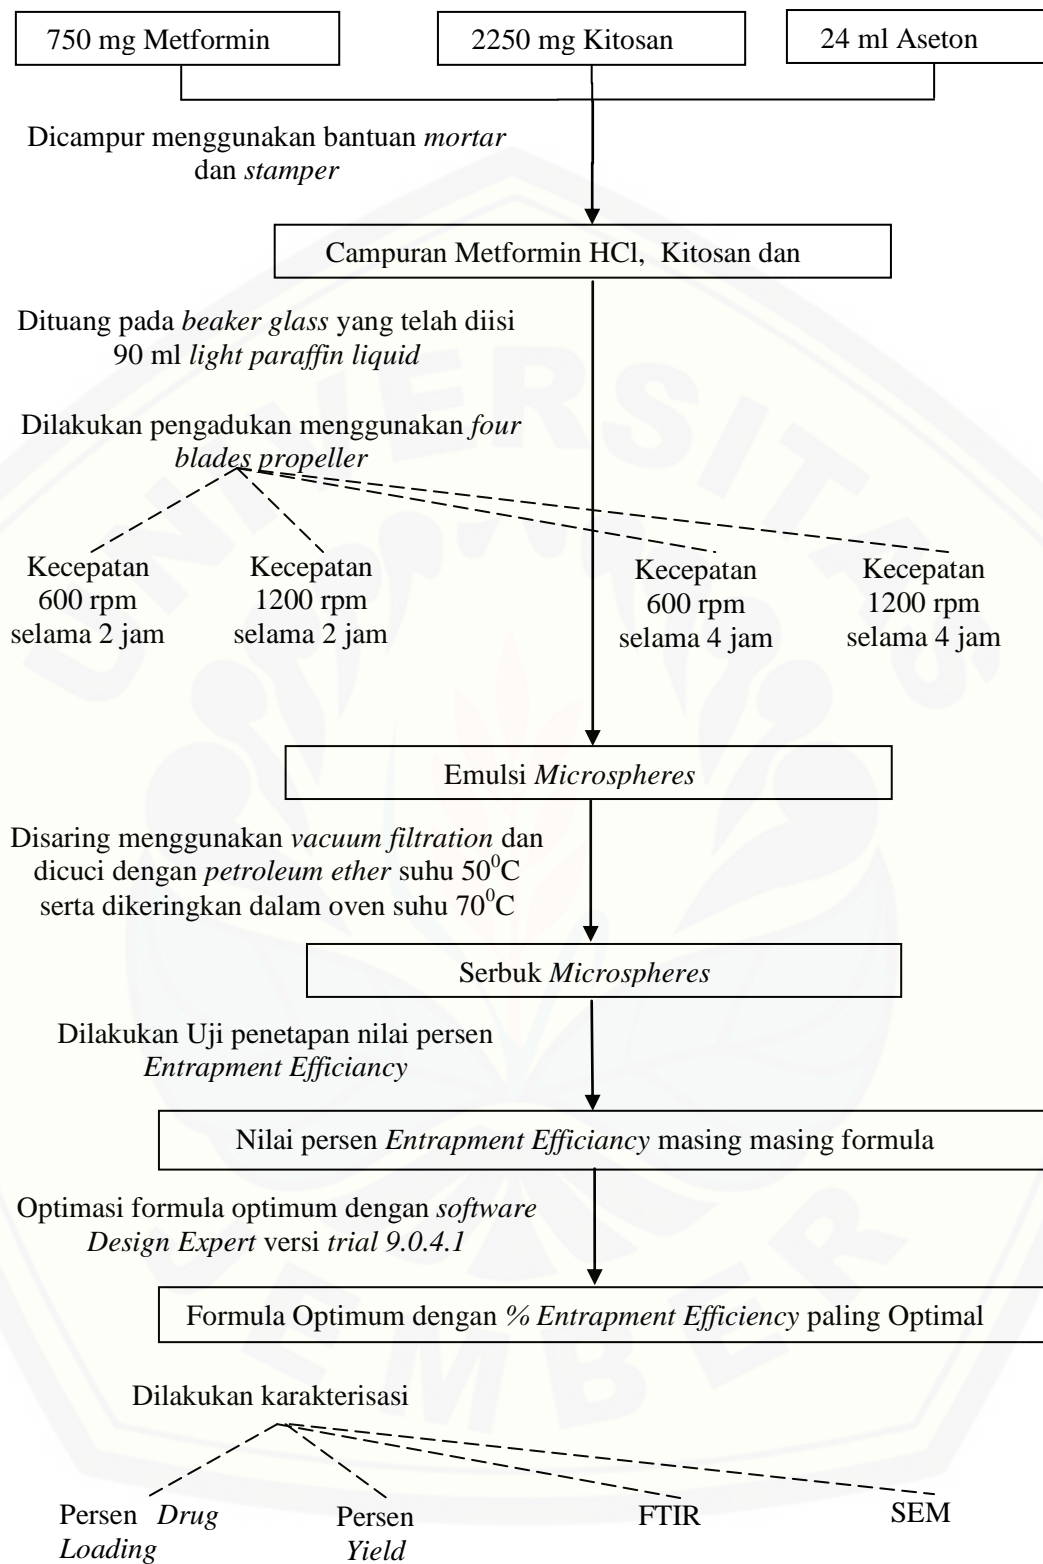 750 mg Metformin
2250 mg Kitosan
24 ml Aseton
Dicampur menggunakan bantuan mortar
dan stamper
Campuran Metformin HCl, Kitosan dan
Dituang pada beaker glass yang telah diisi
90 ml light paraffin liquid
Dilakukan pengadukan menggunakan four
blades propeller
Kecepatan
600 rpm
selama 2 jam
Kecepatan
1200 rpm
selama 2 jam
Kecepatan
600 rpm
selama 4 jam
Kecepatan
1200 rpm
selama 4 jam
Emulsi Microspheres
Disaring menggunakan vacuum filtration dan
dicuci dengan petroleum ether suhu 50⁰C
serta dikeringkan dalam oven suhu 70⁰C
Serbuk Microspheres
Dilakukan Uji penetapan nilai persen
Entrapment Efficiancy
Nilai persen Entrapment Efficiancy masing masing formula
Optimasi formula optimum dengan software
Design Expert versi trial 9.0.4.1
Formula Optimum dengan % Entrapment Efficiency paling Optimal
Dilakukan karakterisasi
Persen Drug
Loading
Persen
Yield
FTIR
SEM
UNIVERSITAS
JEMBER